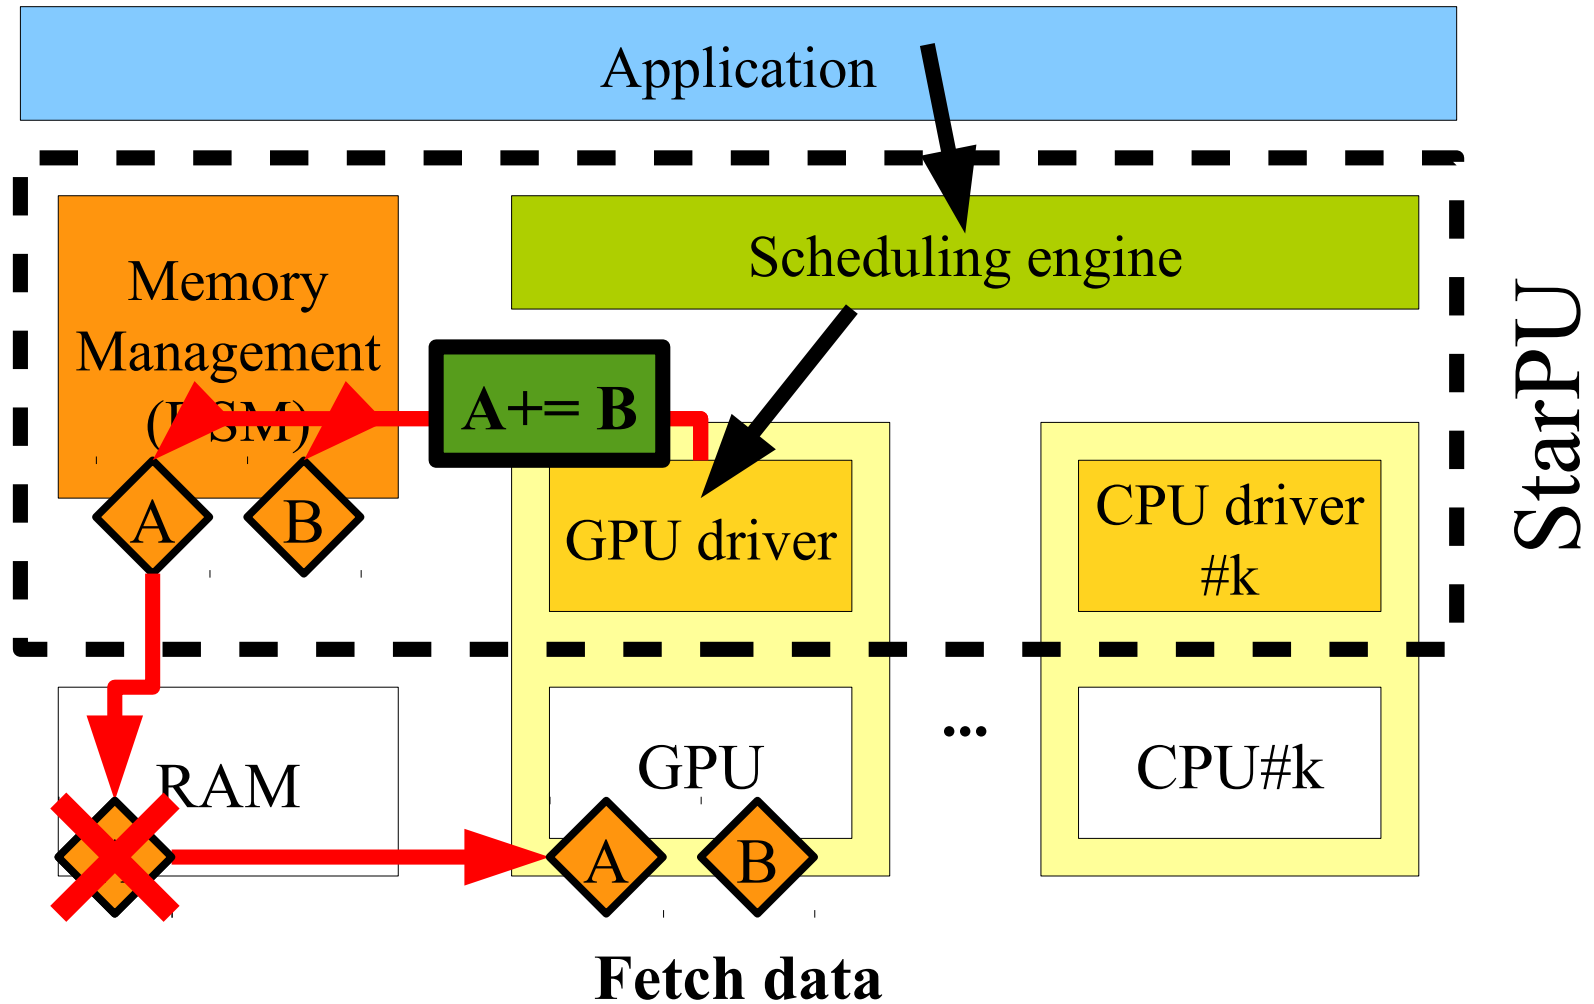 Application
Memory
Management
Scheduling engine
A+= B
A
B
GPU driver
CPU driver
#k
StarPU
RAM
GPU
...
CPU#k
A
B
Fetch data